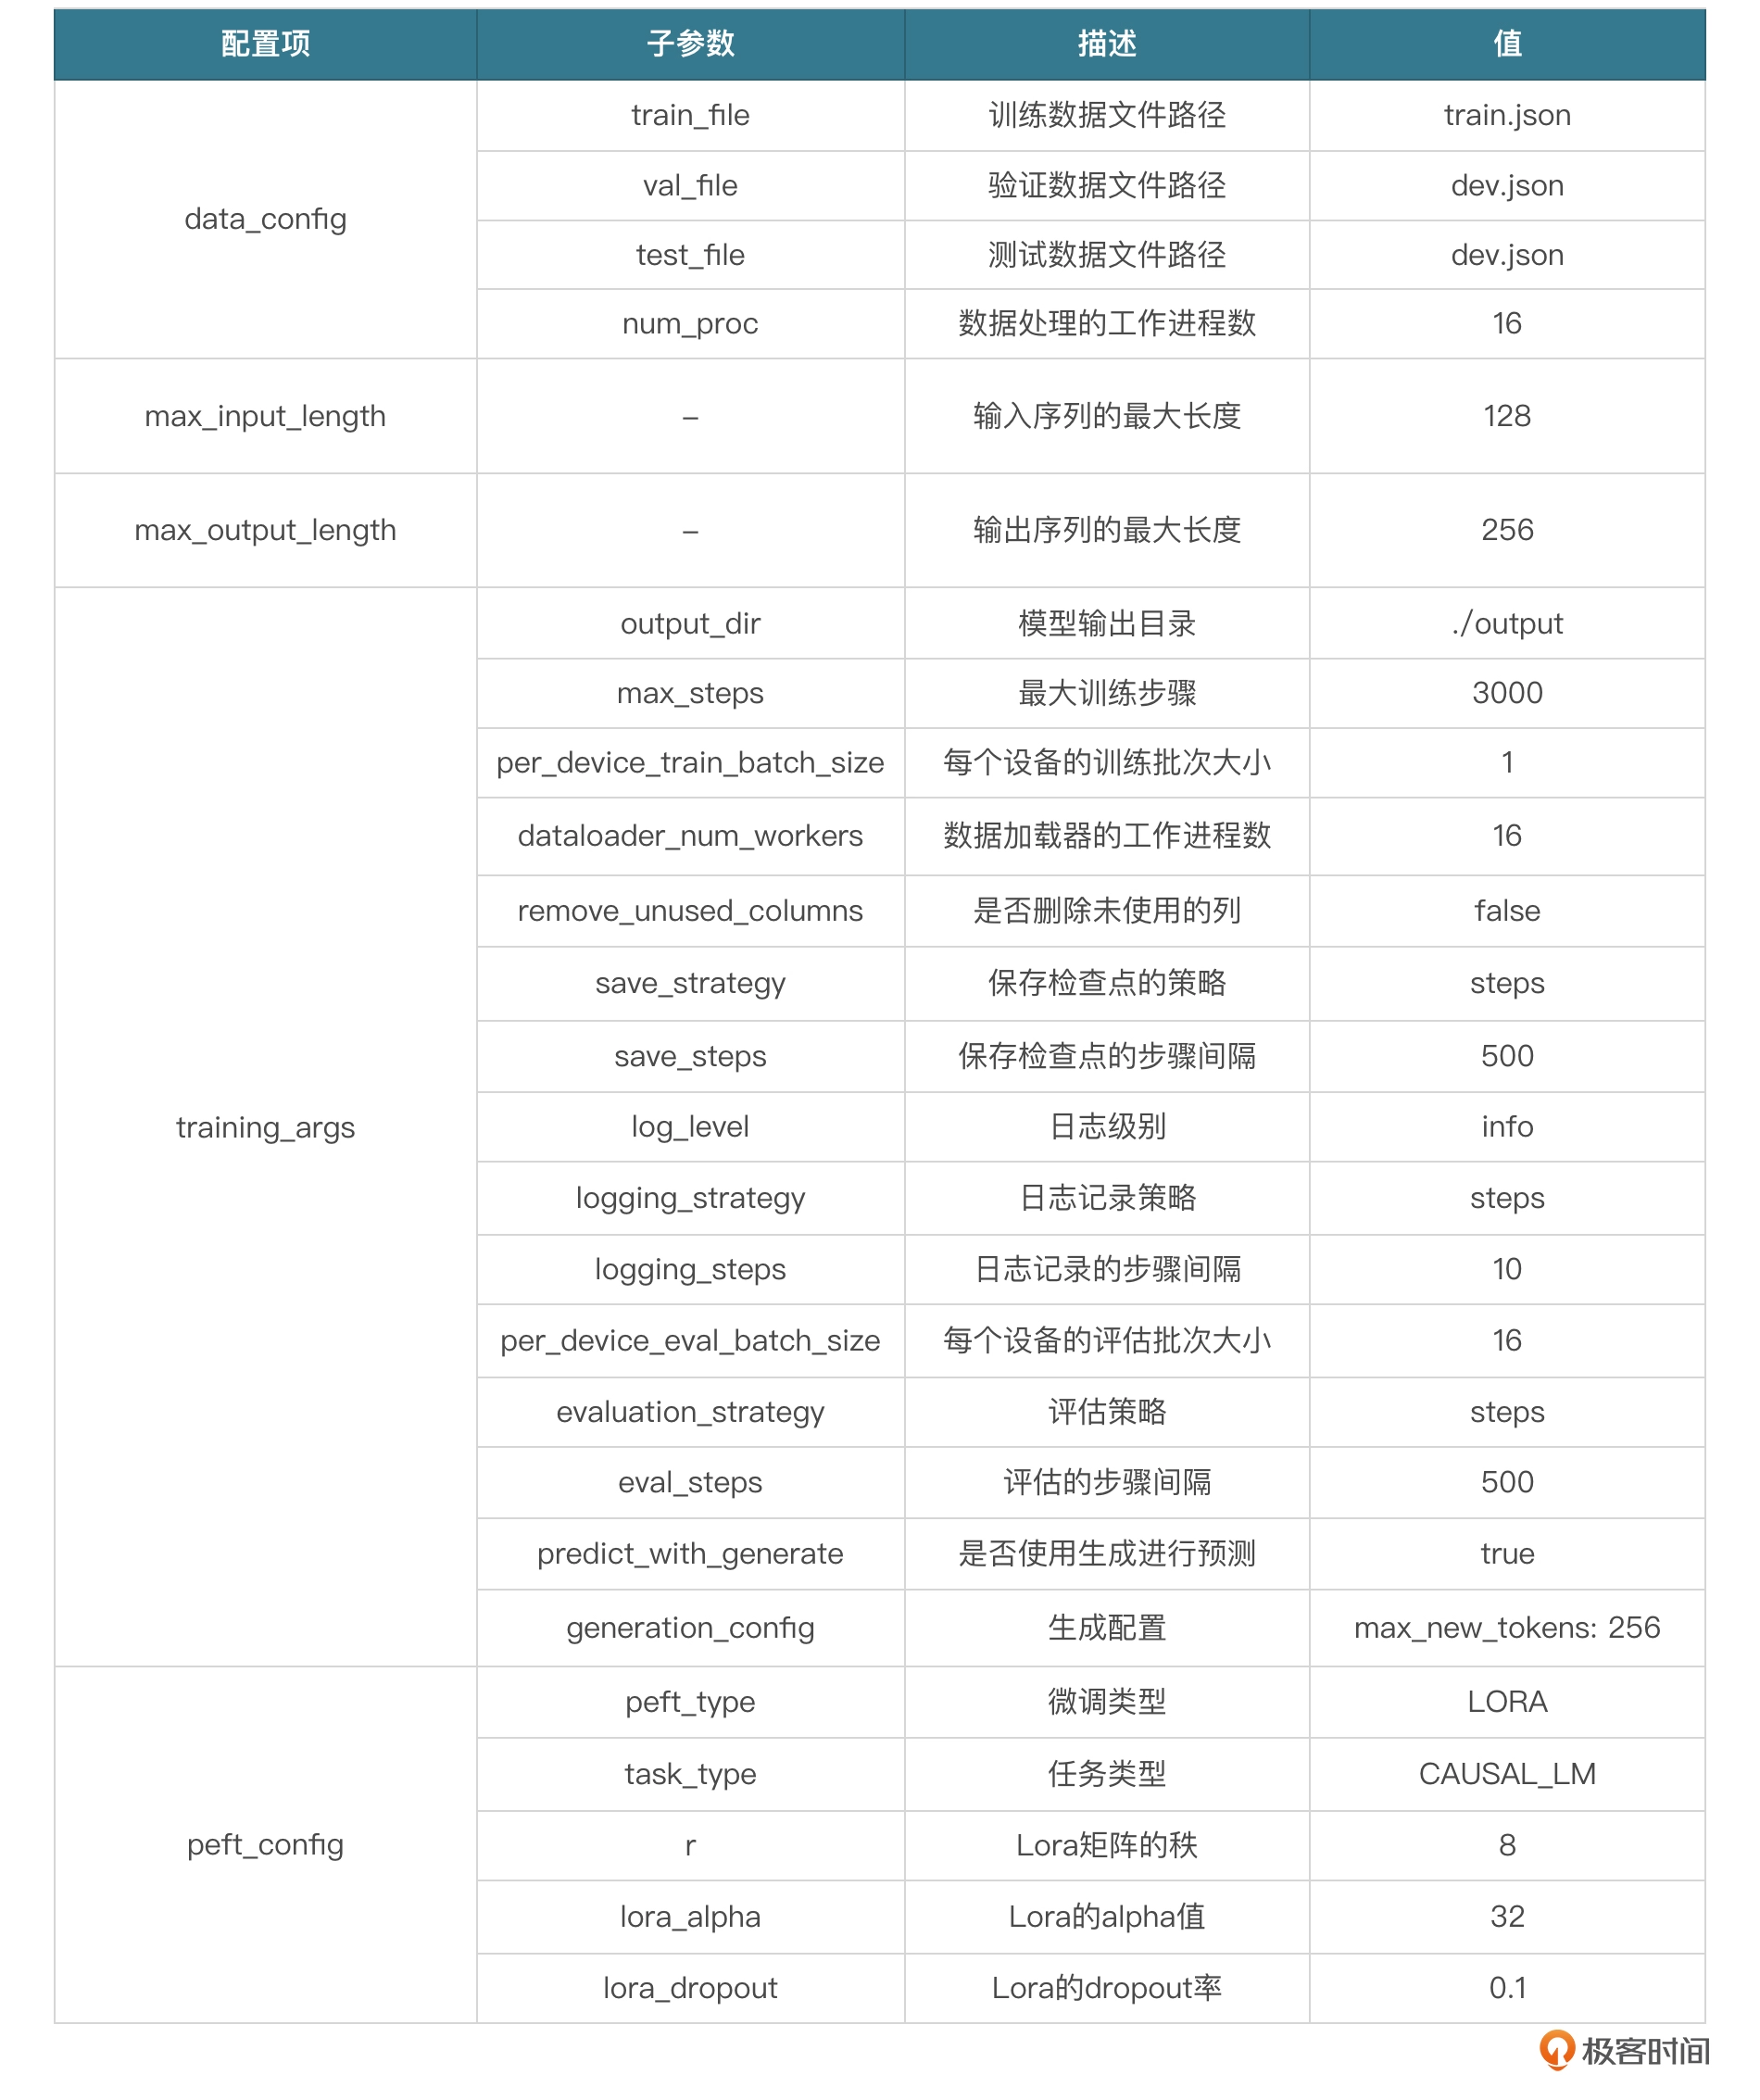 配置项 子参数 描述 值
data_config
train_file 训练数据文件路径 train.json
val_file 验证数据文件路径 dev.json
test_file 测试数据文件路径 dev.json
num_proc 数据处理的工作进程数 16
max_input_length – 输入序列的最大长度 128
max_output_length – 输出序列的最大长度 256
training_args
output_dir 模型输出目录 ./output
max_steps 最大训练步骤 3000
per_device_train_batch_size 每个设备的训练批次大小 1
dataloader_num_workers 数据加载器的工作进程数 16
remove_unused_columns 是否删除未使用的列 false
save_strategy 保存检查点的策略 steps
save_steps 保存检查点的步骤间隔 500
log_level 日志级别 info
logging_strategy 日志记录策略 steps
logging_steps 日志记录的步骤间隔 10
per_device_eval_batch_size 每个设备的评估批次大小 16
evaluation_strategy 评估策略 steps
eval_steps 评估的步骤间隔 500
predict_with_generate 是否使用生成进行预测 true
generation_config 生成配置 max_new_tokens: 256
peft_config
peft_type 微调类型 LORA
task_type 任务类型 CAUSAL_LM
r Lora矩阵的秩 8
lora_alpha Lora的alpha值 32
lora_dropout Lora的dropout率 0.1
极客时间